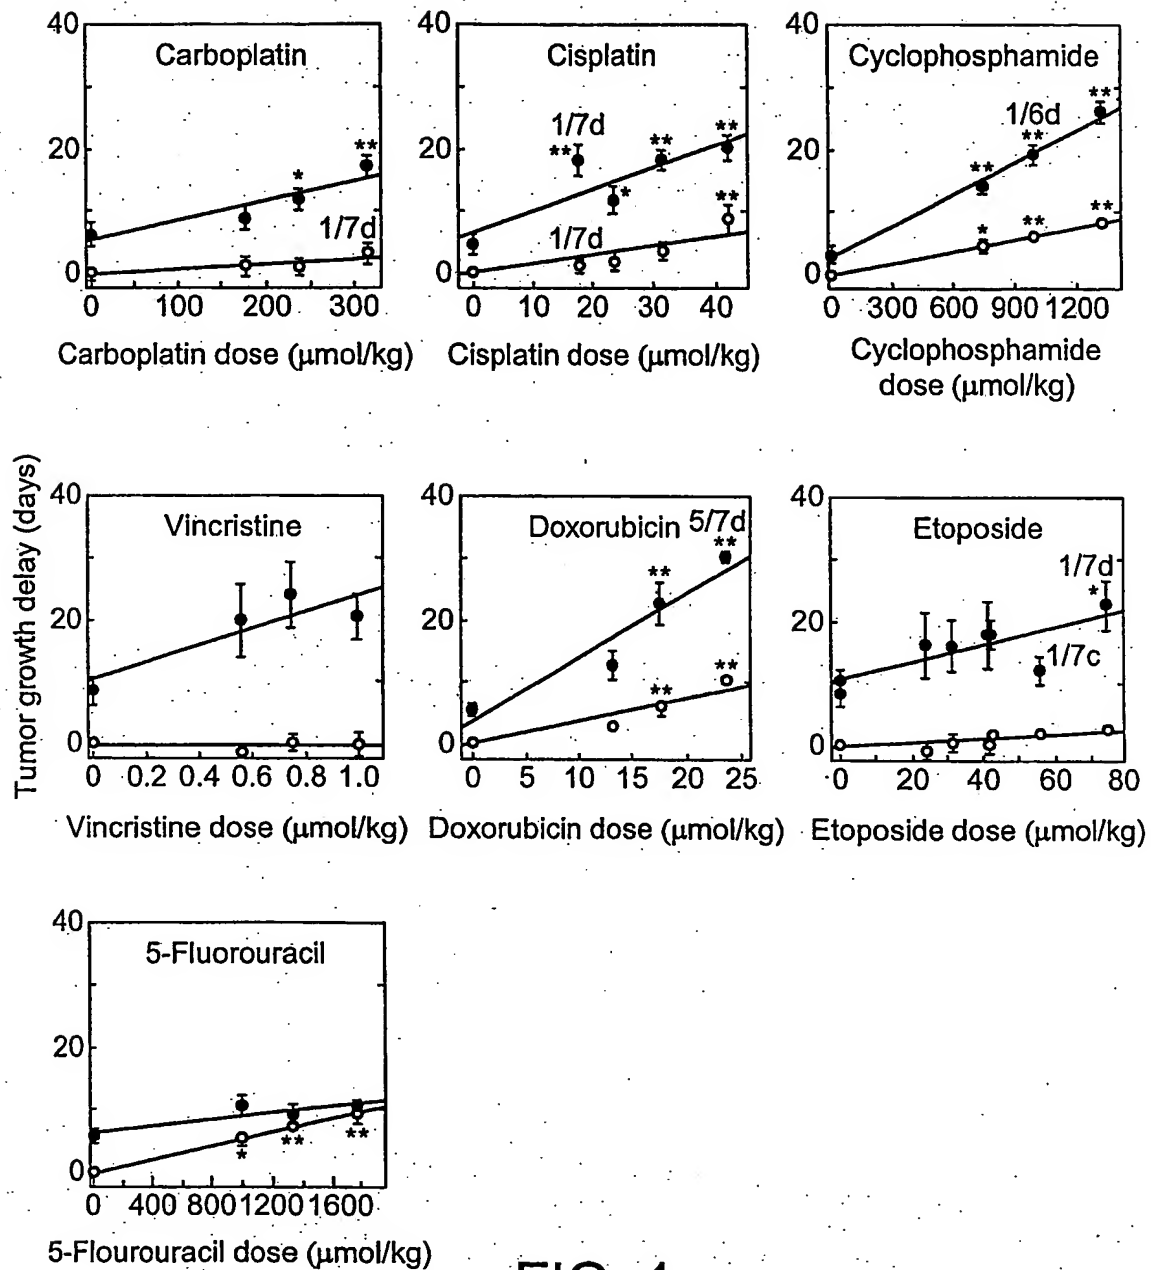 Tumor growth delay (days)
40
20
0
Carboplatin
*
**
1/7d
0 100 200 300
Carboplatin dose (μmol/kg)
40
20
0
Cisplatin
1/7d
**
*
**
**
1/7d
**
0 10 20 30 40
Cisplatin dose (μmol/kg)
40
20
0
Cyclophosphamide
**
1/6d
**
**
*
**
**
0 300 600 900 1200
Cyclophosphamide
dose (μmol/kg)
40
20
0
Vincristine
0 0.2 0.4 0.6 0.8 1.0
Vincristine dose (μmol/kg)
40
20
0
Doxorubicin
5/7d
**
**
**
**
0 5 10 15 20 25
Doxorubicin dose (μmol/kg)
40
20
0
Etoposide
1/7d
*
1/7c
0 20 40 60 80
Etoposide dose (μmol/kg)
40
20
0
5-Fluorouracil
*
**
**
0 400 800 1200 1600
5-Flourouracil dose (μmol/kg)